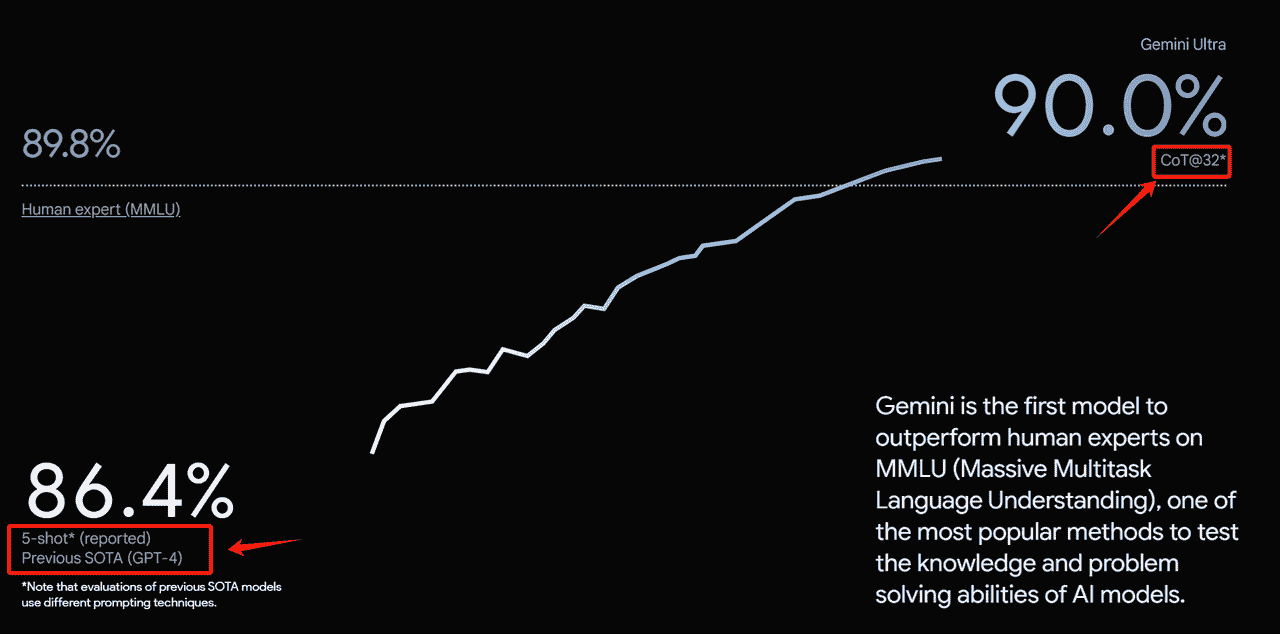 Gemini Ultra
90.0%
CoT@32*
89.8%
Human expert (MMLU)
86.4%
5-shot* (reported)
Previous SOTA (GPT-4)
*Note that evaluations of previous SOTA models
use different prompting techniques.
Gemini is the first model to
outperform human experts on
MMLU (Massive Multitask
Language Understanding), one of
the most popular methods to test
the knowledge and problem
solving abilities of AI models.